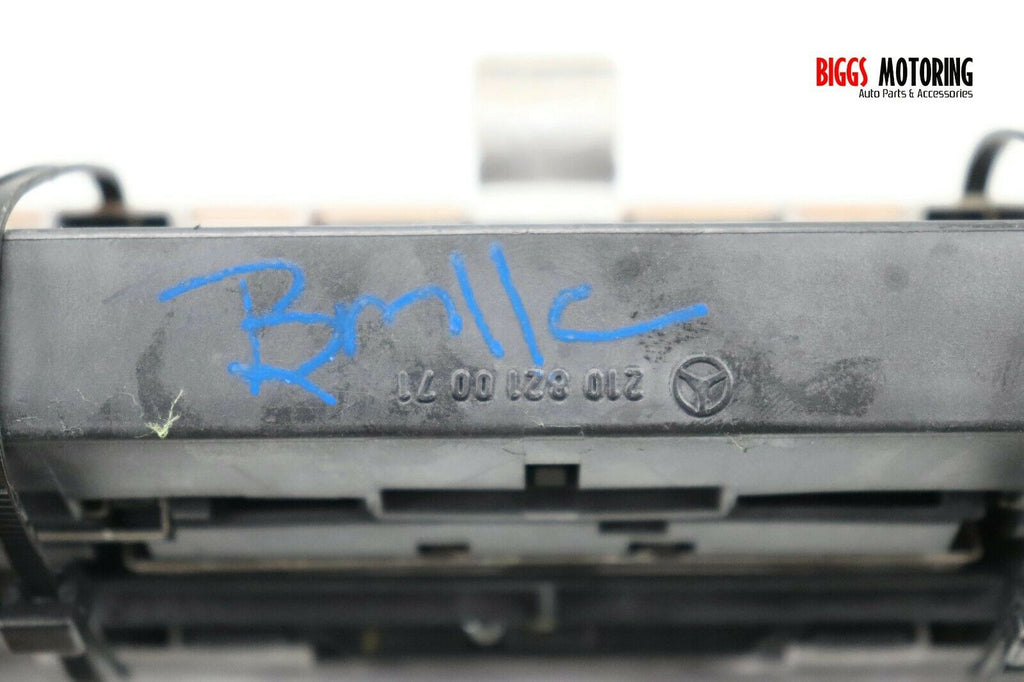 BIGGS MOTORING
Auto Parts & Accessories
Bmllc
210 821 00 71